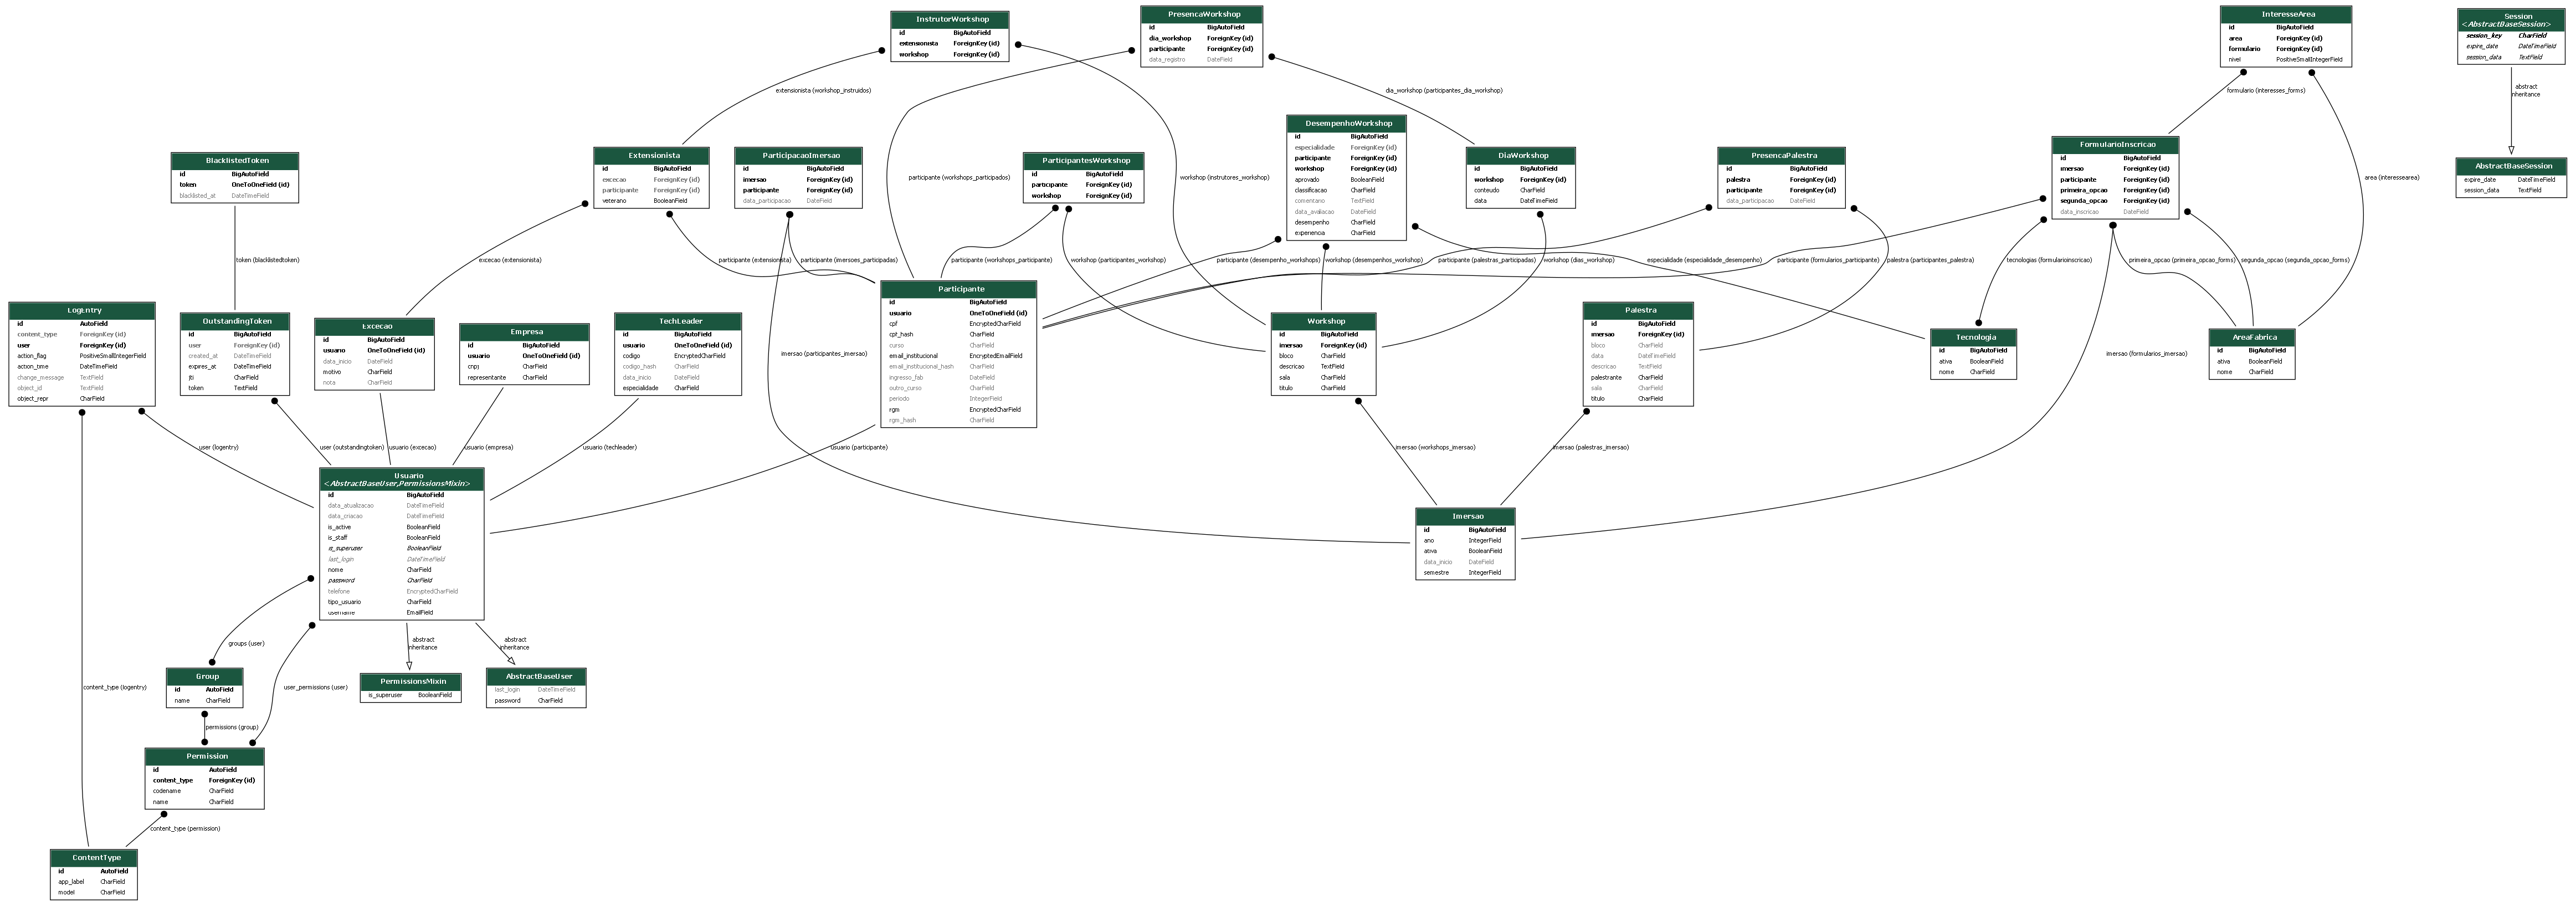 InstrutorWorkshop
id BigAutoField
extensionista ForeignKey (id)
workshop ForeignKey (id)
PresencaWorkshop
id BigAutoField
dia_workshop ForeignKey (id)
participante ForeignKey (id)
data_registro DateField
InteresseArea
id BigAutoField
area ForeignKey (id)
formulario ForeignKey (id)
nivel PositiveSmallIntegerField
Session
<AbstractBaseSession>
session_key CharField
expire_date DateTimeField
session_data TextField
extensionista (workshop_instruidos)
dia_workshop (participantes_dia_workshop)
formulario (interesses_forms)
abstract
inheritance
BlacklistedToken
id BigAutoField
token OneToOneField (id)
blacklisted_at DateTimeField
Extensionista
id BigAutoField
excecao ForeignKey (id)
participante ForeignKey (id)
veterano BooleanField
ParticipacaoImersao
id BigAutoField
imersao ForeignKey (id)
participante ForeignKey (id)
data_participacao DateField
participante (workshops_participados)
ParticipantesWorkshop
id BigAutoField
participante ForeignKey (id)
workshop ForeignKey (id)
workshop (instrutores_workshop)
DesempenhoWorkshop
id BigAutoField
especialidade ForeignKey (id)
participante ForeignKey (id)
workshop ForeignKey (id)
aprovado BooleanField
classificacao CharField
comentario TextField
data_avaliacao DateField
desempenho CharField
experiencia CharField
DiaWorkshop
id BigAutoField
workshop ForeignKey (id)
conteudo CharField
data DateTimeField
PresencaPalestra
id BigAutoField
palestra ForeignKey (id)
participante ForeignKey (id)
data_participacao DateField
FormularioInscricao
id BigAutoField
imersao ForeignKey (id)
participante ForeignKey (id)
primeira_opcao ForeignKey (id)
segunda_opcao ForeignKey (id)
data_inscricao DateField
area (interessearea)
AbstractBaseSession
expire_date DateTimeField
session_data TextField
token (blacklistedtoken)
excecao (extensionista)
participante (extensionista)
participante (imersoes_participadas)
participante (workshops_participante)
workshop (participantes_workshop)
participante (desempenho_workshops)
workshop (desempenhos_workshop)
participante (palestras_participadas)
workshop (dias_workshop)
especialidade (especialidade_desempenho)
participante (formularios_participante)
palestra (participantes_palestra)
tecnologias (formularioinscricao)
primeira_opcao (primeira_opcao_forms)
segunda_opcao (segunda_opcao_forms)
LogEntry
id AutoField
content_type ForeignKey (id)
user ForeignKey (id)
action_flag PositiveSmallIntegerField
action_time DateTimeField
change_message TextField
object_id TextField
object_repr CharField
OutstandingToken
id BigAutoField
user ForeignKey (id)
created_at DateTimeField
expires_at DateTimeField
jti CharField
token TextField
Excecao
id BigAutoField
usuario OneToOneField (id)
data_inicio DateField
motivo CharField
nota CharField
Empresa
id BigAutoField
usuario OneToOneField (id)
cnpj CharField
representante CharField
TechLeader
id BigAutoField
usuario OneToOneField (id)
codigo EncryptedCharField
codigo_hash CharField
data_inicio DateField
especialidade CharField
imersao (participantes_imersao)
Participante
id BigAutoField
usuario OneToOneField (id)
cpf EncryptedCharField
cpf_hash CharField
curso CharField
email_institucional EncryptedEmailField
email_institucional_hash CharField
ingresso_fab DateField
outro_curso CharField
periodo IntegerField
rgm EncryptedCharField
rgm_hash CharField
Workshop
id BigAutoField
imersao ForeignKey (id)
bloco CharField
descricao TextField
sala CharField
titulo CharField
Palestra
id BigAutoField
imersao ForeignKey (id)
bloco CharField
data DateTimeField
descricao TextField
palestrante CharField
sala CharField
titulo CharField
Tecnologia
id BigAutoField
ativa BooleanField
nome CharField
imersao (formularios_imersao)
AreaFabrica
id BigAutoField
ativa BooleanField
nome CharField
user (logentry)
user (outstandingtoken)
usuario (excecao)
usuario (empresa)
usuario (techleader)
usuario (participante)
imersao (workshops_imersao)
imersao (palestras_imersao)
Usuario
<AbstractBaseUser,PermissionsMixin>
id BigAutoField
data_atualizacao DateTimeField
data_criacao DateTimeField
is_active BooleanField
is_staff BooleanField
is_superuser BooleanField
last_login DateTimeField
nome CharField
password CharField
telefone EncryptedCharField
tipo_usuario CharField
username EmailField
Imersao
id BigAutoField
ano IntegerField
ativa BooleanField
data_inicio DateField
semestre IntegerField
groups (user)
abstract
inheritance
abstract
inheritance
content_type (logentry)
Group
id AutoField
name CharField
user_permissions (user)
PermissionsMixin
is_superuser BooleanField
AbstractBaseUser
last_login DateTimeField
password CharField
permissions (group)
Permission
id AutoField
content_type ForeignKey (id)
codename CharField
name CharField
content_type (permission)
ContentType
id AutoField
app_label CharField
model CharField